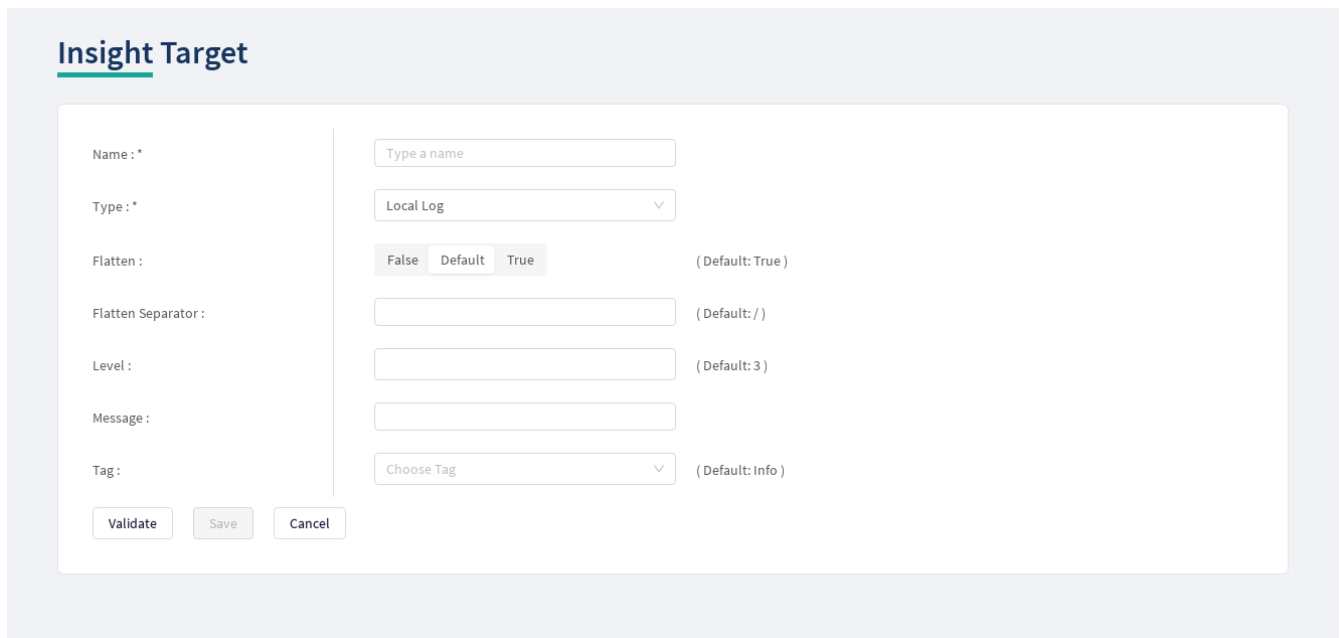 Insight Target
Name : * Type a name
Type : * Local Log
Flatten : False Default True ( Default: True )
Flatten Separator : ( Default: / )
Level : ( Default: 3 )
Message :
Tag : Choose Tag ( Default: Info )
Validate Save Cancel